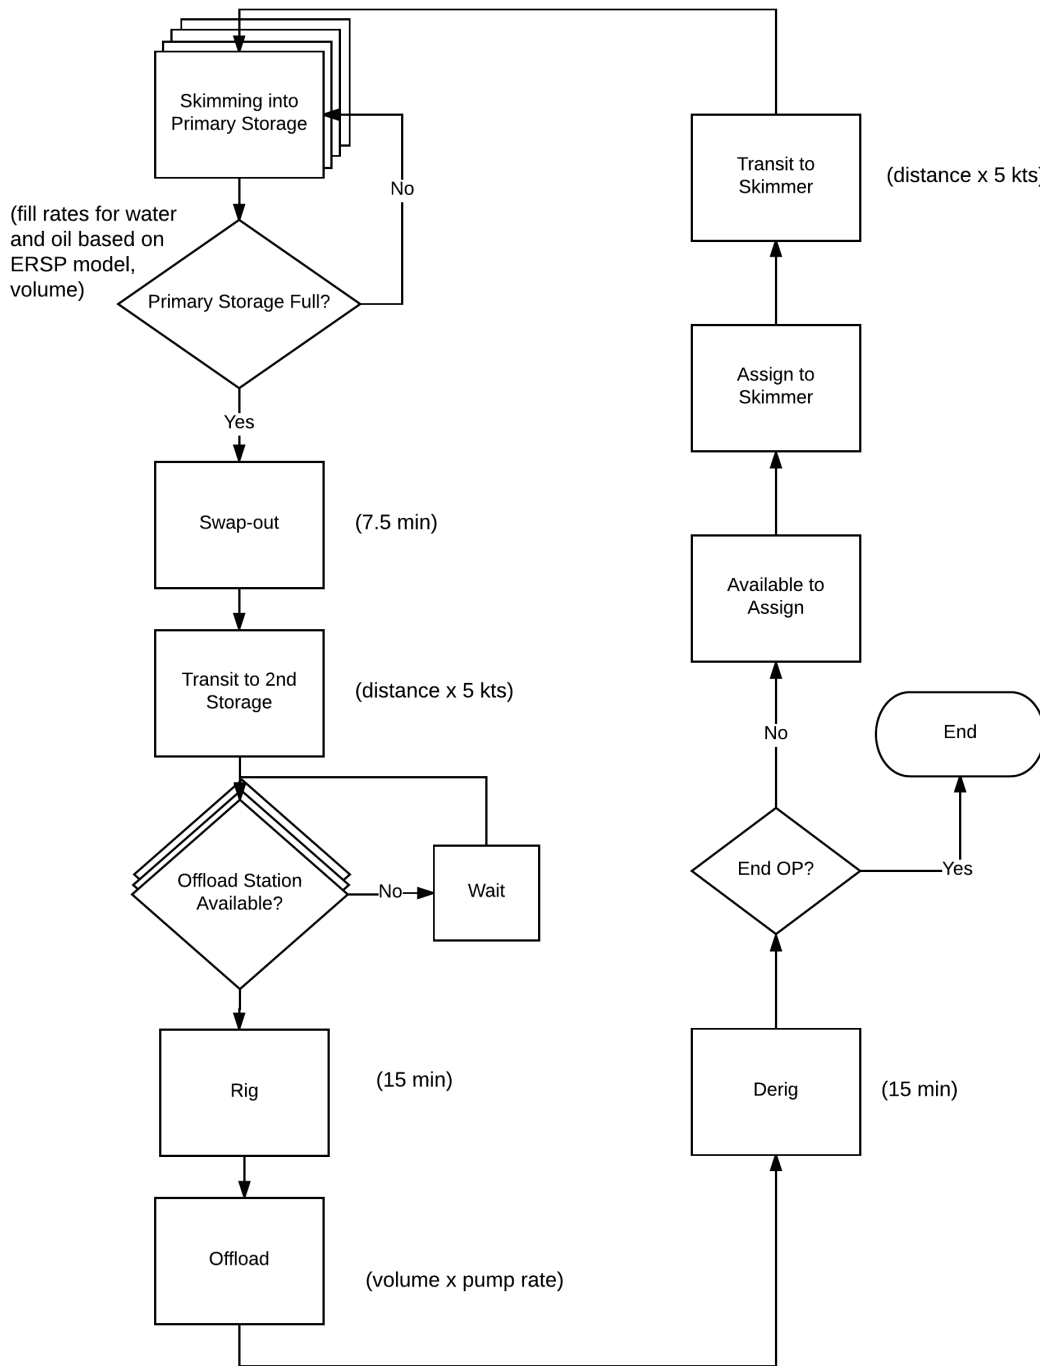 Skimming into
Primary Storage
No
(fill rates for water
and oil based on
ERSP model,
volume)
Primary Storage Full?
Yes
Swap-out
(7.5 min)
Transit to 2nd
Storage
(distance x 5 kts)
Offload Station
Available?
No
Wait
Rig
(15 min)
Offload
(volume x pump rate)
Transit to
Skimmer
(distance x 5 kts)
Assign to
Skimmer
Available to
Assign
No
End
End OP?
Yes
Derig
(15 min)